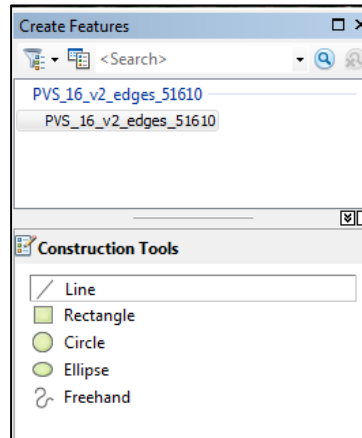 Create Features
<Search>
PVS_16_v2_edges_51610
PVS_16_v2_edges_51610
Construction Tools
Line
Rectangle
Circle
Ellipse
Freehand